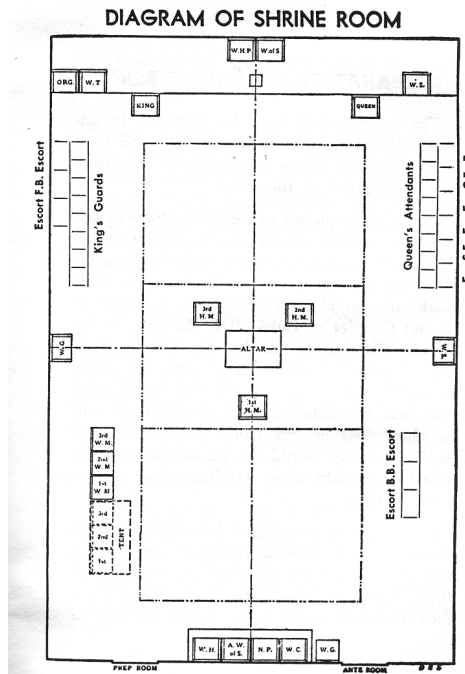 DIAGRAM OF SHRINE ROOM
W.H.P W.of S.
ORG. W.T W.S.
KING QUEEN
Escort F.B. Escort
King's Guards
Queen's Attendants
3rd H.M. 2nd H.M.
W.G. ALTAR
1st H.M.
3rd W.M.
2nd W.M
1st W.M
3rd
2nd
1st
TENT
Escort B.B. Escort
W.H. A.W. of S. N.P. W.C. W.G.
PREP ROOM ANTE ROOM